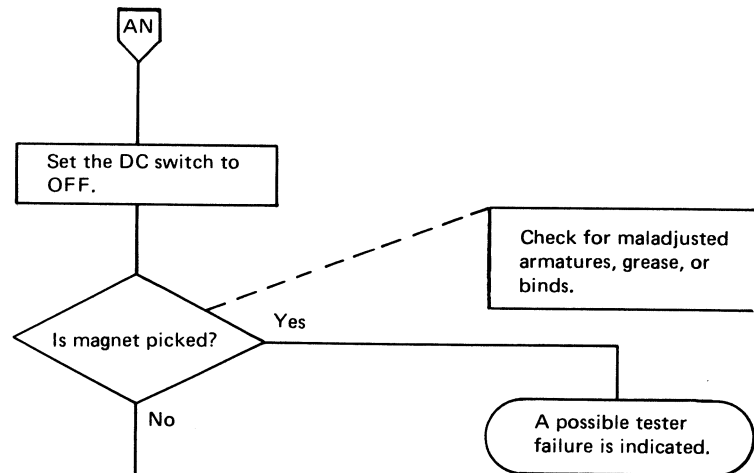 AN
Set the DC switch to
OFF.
Check for maladjusted
armatures, grease, or
binds.
Is magnet picked?
Yes
No
A possible tester
failure is indicated.